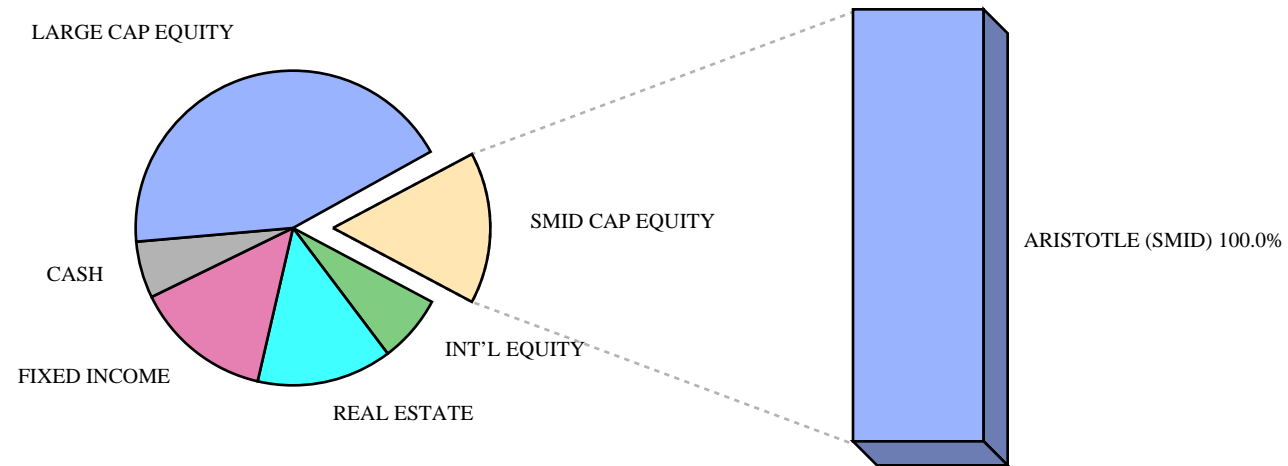 LARGE CAP EQUITY
SMID CAP EQUITY
ARISTOTLE (SMID) 100.0%
CASH
INT'L EQUITY
FIXED INCOME
REAL ESTATE